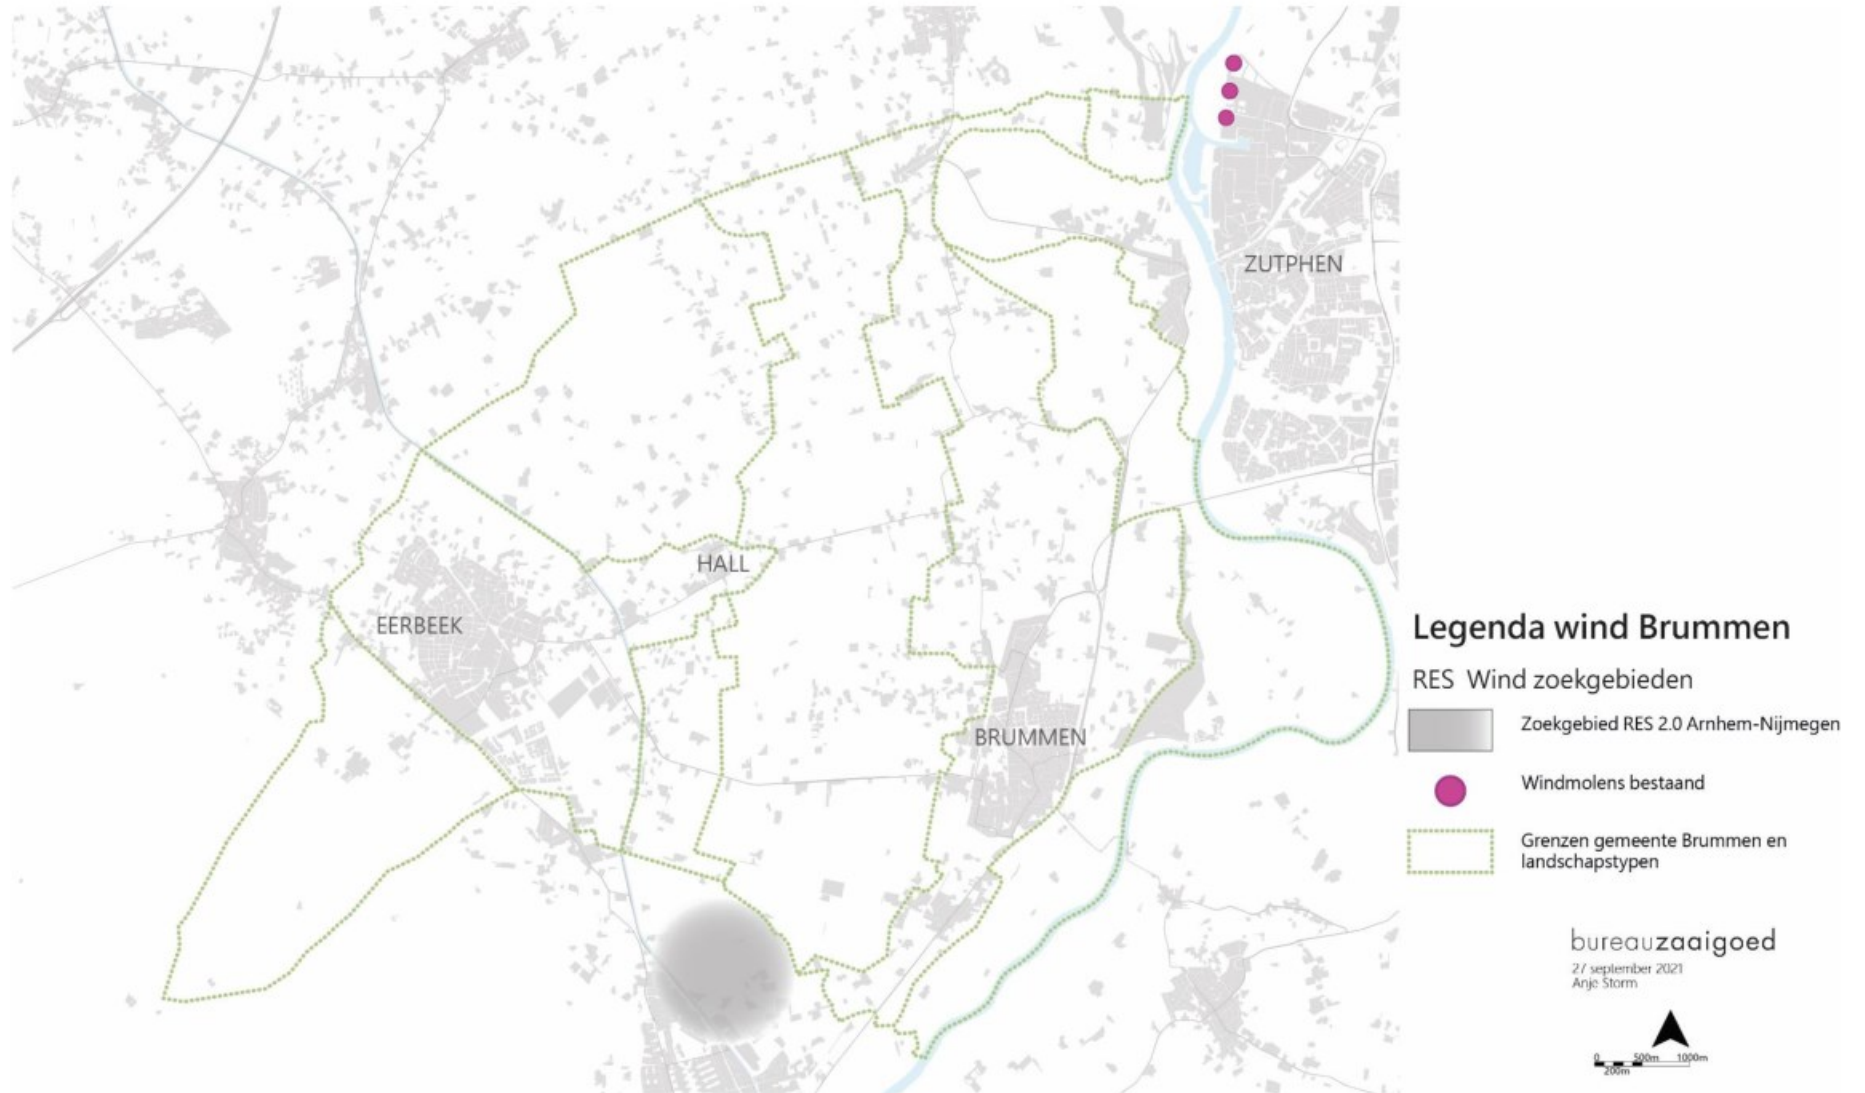 ZUTPHEN
HALL
EERBEEK
BRUMMEN
Legenda wind Brummen
RES Wind zoekgebieden
Zoekgebied RES 2.0 Arnhem-Nijmegen
Windmolens bestaand
Grenzen gemeente Brummen en
landschapstypen
bureauzaaigoed
27 september 2021
Anje Storm
0 500m 1000m
200m